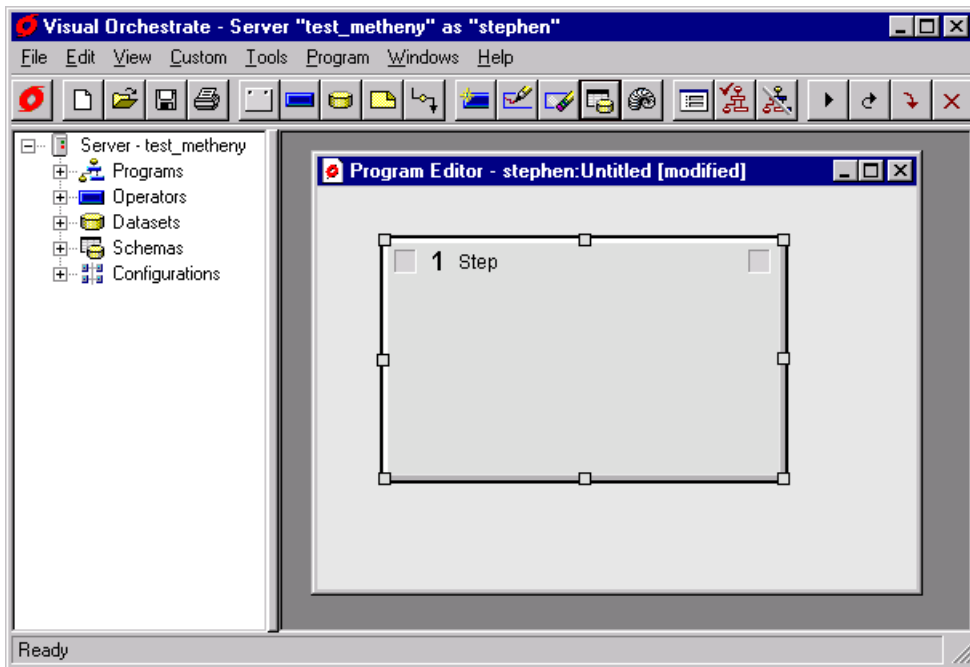 Visual Orchestrate - Server "test_metheny" as "stephen"
File Edit View Custom Tools Program Windows Help
Server - test_metheny
Programs
Operators
Datasets
Schemas
Configurations
Program Editor - stephen:Untitled [modified]
1 Step
Ready